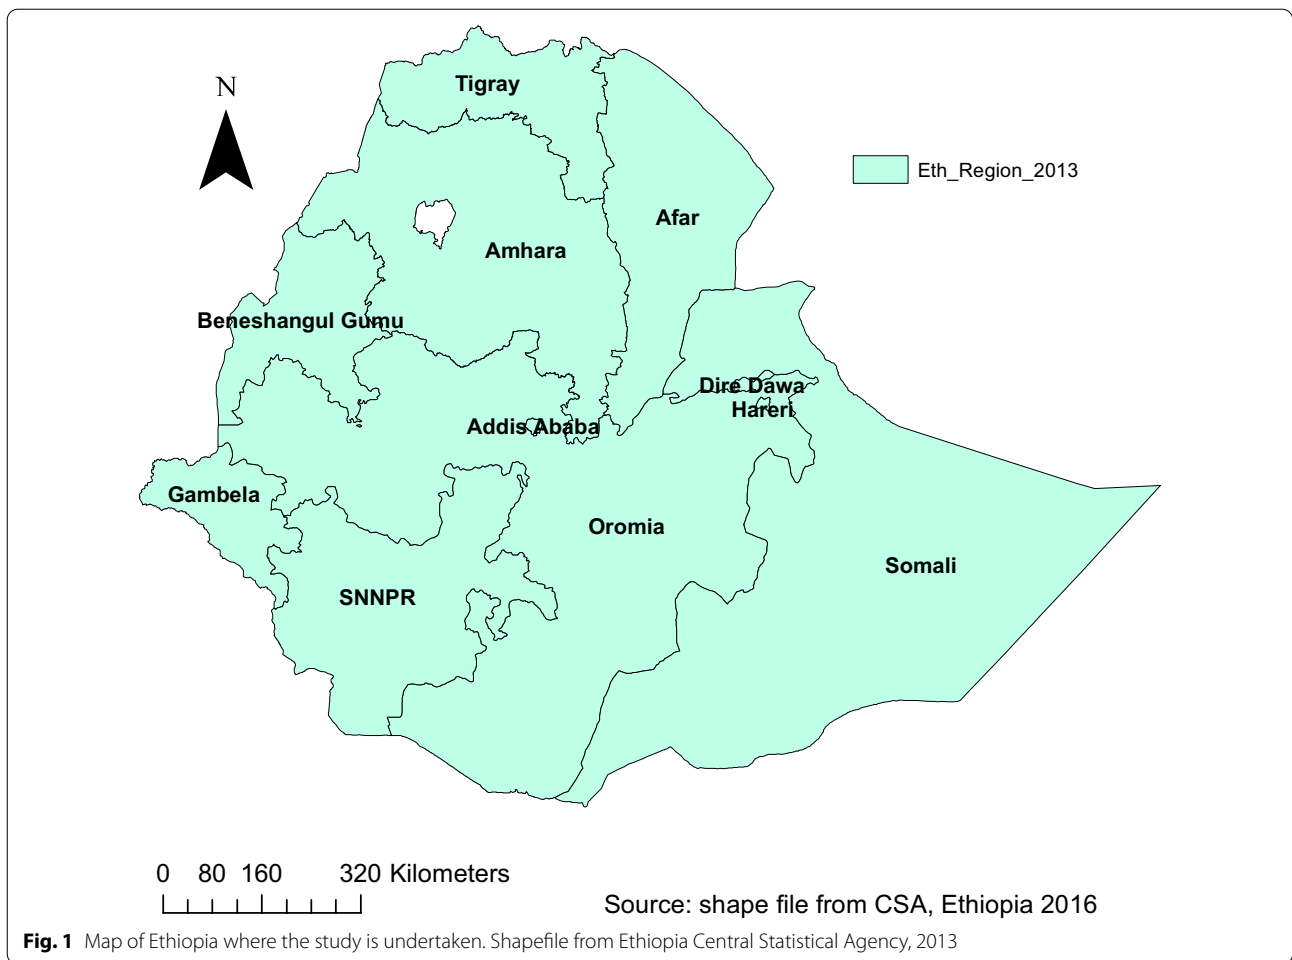 N
Tigray
Eth_Region_2013
Afar
Amhara
Beneshangul Gumu
Dire Dawa
Hareri
Addis Ababa
Gambela
Oromia
Somali
SNNPR
0 80 160 320 Kilometers
Source: shape file from CSA, Ethiopia 2016
Fig. 1 Map of Ethiopia where the study is undertaken. Shapefile from Ethiopia Central Statistical Agency, 2013